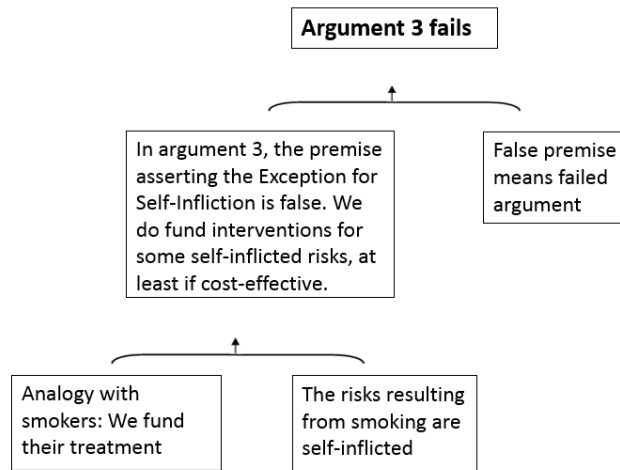 Argument 3 fails
In argument 3, the premise
asserting the Exception for
Self-Infliction is false. We
do fund interventions for
some self-inflicted risks, at
least if cost-effective.
False premise
means failed
argument
Analogy with
smokers: We fund
their treatment
The risks resulting
from smoking are
self-inflicted